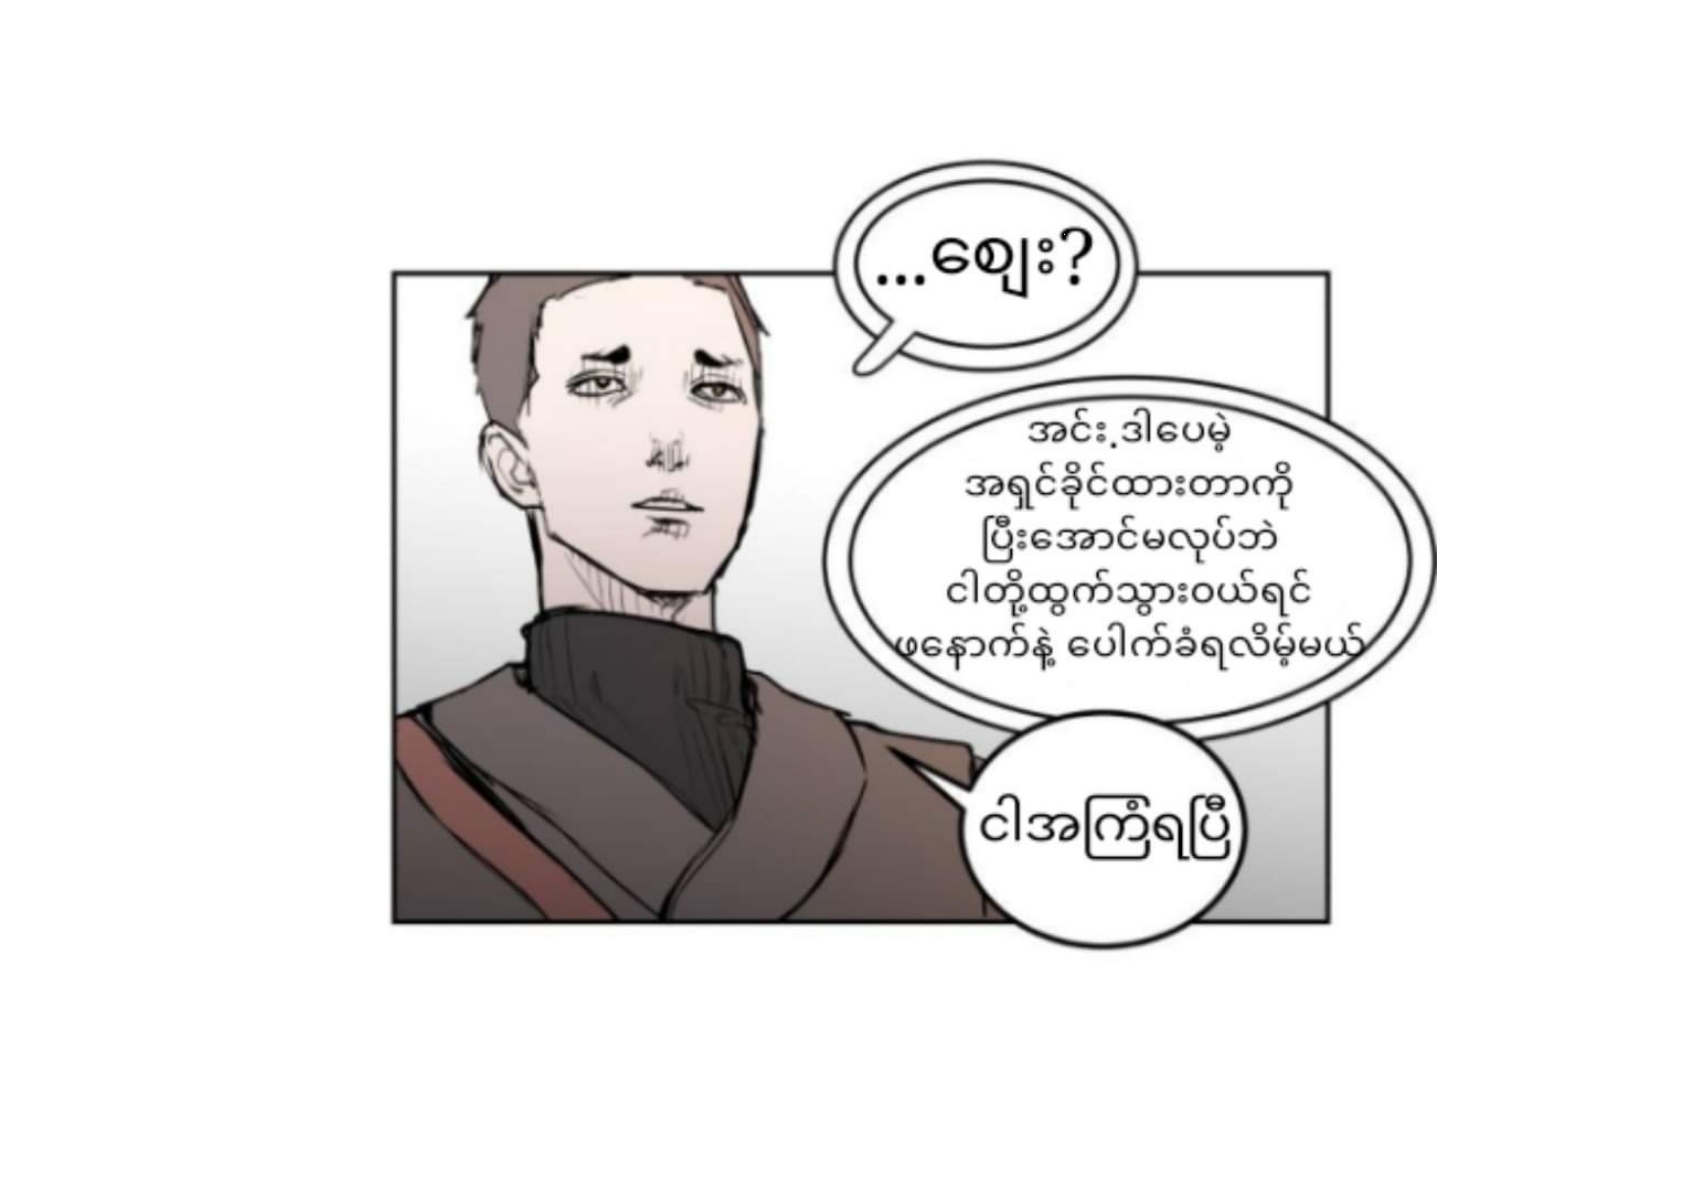 ...ဈေး?
အင်း.ဒါပေမဲ့
အရှင်ခိုင်ထားတာကို
ပြီးအောင်မလုပ်ဘဲ
ငါတို့ထွက်သွားဝယ်ရင်
ဖနောက်နဲ့ ပေါက်ခံရလိမ့်မယ်
ငါအကြံရပြီ